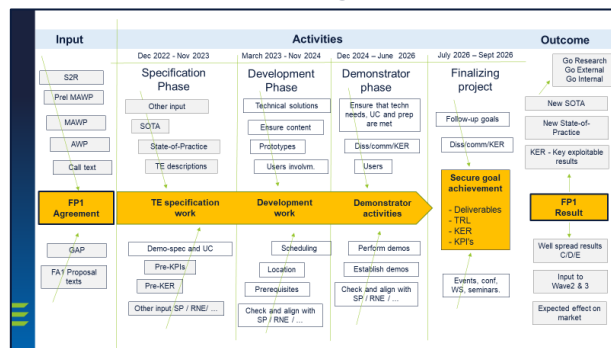 Input
Activities
Outcome
Dec 2022 - Nov 2023
March 2023 - Nov 2024
Dec 2024 – June 2026
July 2026 – Sept 2026
Specification
Phase
Development
Phase
Demonstrator
phase
Finalizing
project
Go Research
Go External
Go Internal
S2R
Prel MAWP
MAWP
AWP
Call text
Other input
SOTA
State-of-Practice
TE descriptions
Technical solutions
Ensure content
Prototypes
Users involvm.
Ensure that techn
needs, UC and prep
are met
Diss/comm/KER
Users
Follow-up goals
Diss/comm/KER
New SOTA
New State-of-
Practice
KER - Key exploitable
results
FP1
Agreement
TE specification
work
Development
work
Demonstrator
activities
Secure goal
achievement
- Deliverables
- TRL
- KER
- KPI's
FP1
Result
GAP
FA1 Proposal
texts
Demo-spec and UC
Pre-KPIs
Pre-KER
Other input SP / RNE/ ...
Scheduling
Location
Prerequisites
Check and align with
SP / RNE/ ...
Perform demos
Establish demos
Check and align with
SP / RNE / ...
Events, conf,
WS, seminars.
Well spread results
C/D/E
Input to
Wave2 & 3
Expected effect on
market